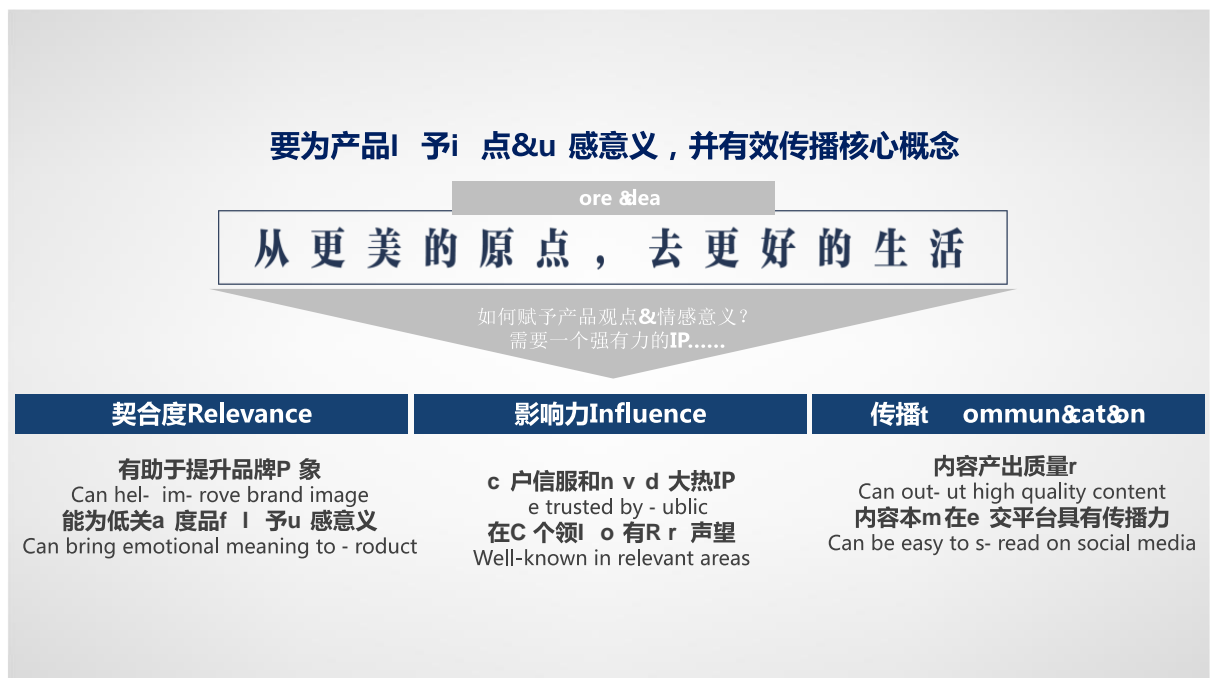 要为产品l 予i 点&u 感意义，并有效传播核心概念
ore &dea
从更美的原点，去更好的生活
如何赋予产品观点&情感意义？
需要一个强有力的IP……
契合度Relevance
影响力Influence
传播t ommun&cat&on
有助于提升品牌P 象
Can hel- im- rove brand image
能为低关a 度品f l 予u 感意义
Can bring emotional meaning to - roduct
c 户信服和n v d 大热IP
e trusted by - ublic
在C 个领l o 有R r 声望
Well-known in relevant areas
内容产出质量r
Can out- ut high quality content
内容本m 在e 交平台具有传播力
Can be easy to s- read on social media